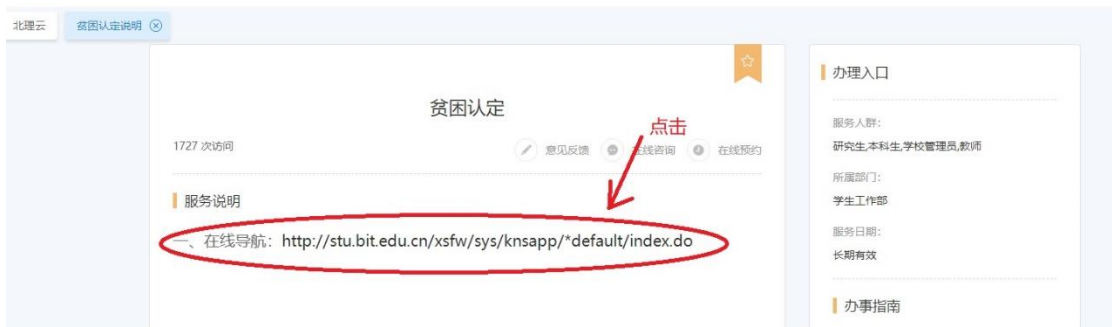 北理云 贫困认定说明
贫困认定
点击
1727 次访问 意见反馈 在线咨询 在线预约
服务说明
一、在线导航：http://stu.bit.edu.cn/xsfw/sys/knsapp/*default/index.do
办理入口
服务人群：
研究生,本科生,学校管理员,教师
所属部门：
学生工作部
服务日期：
长期有效
办事指南